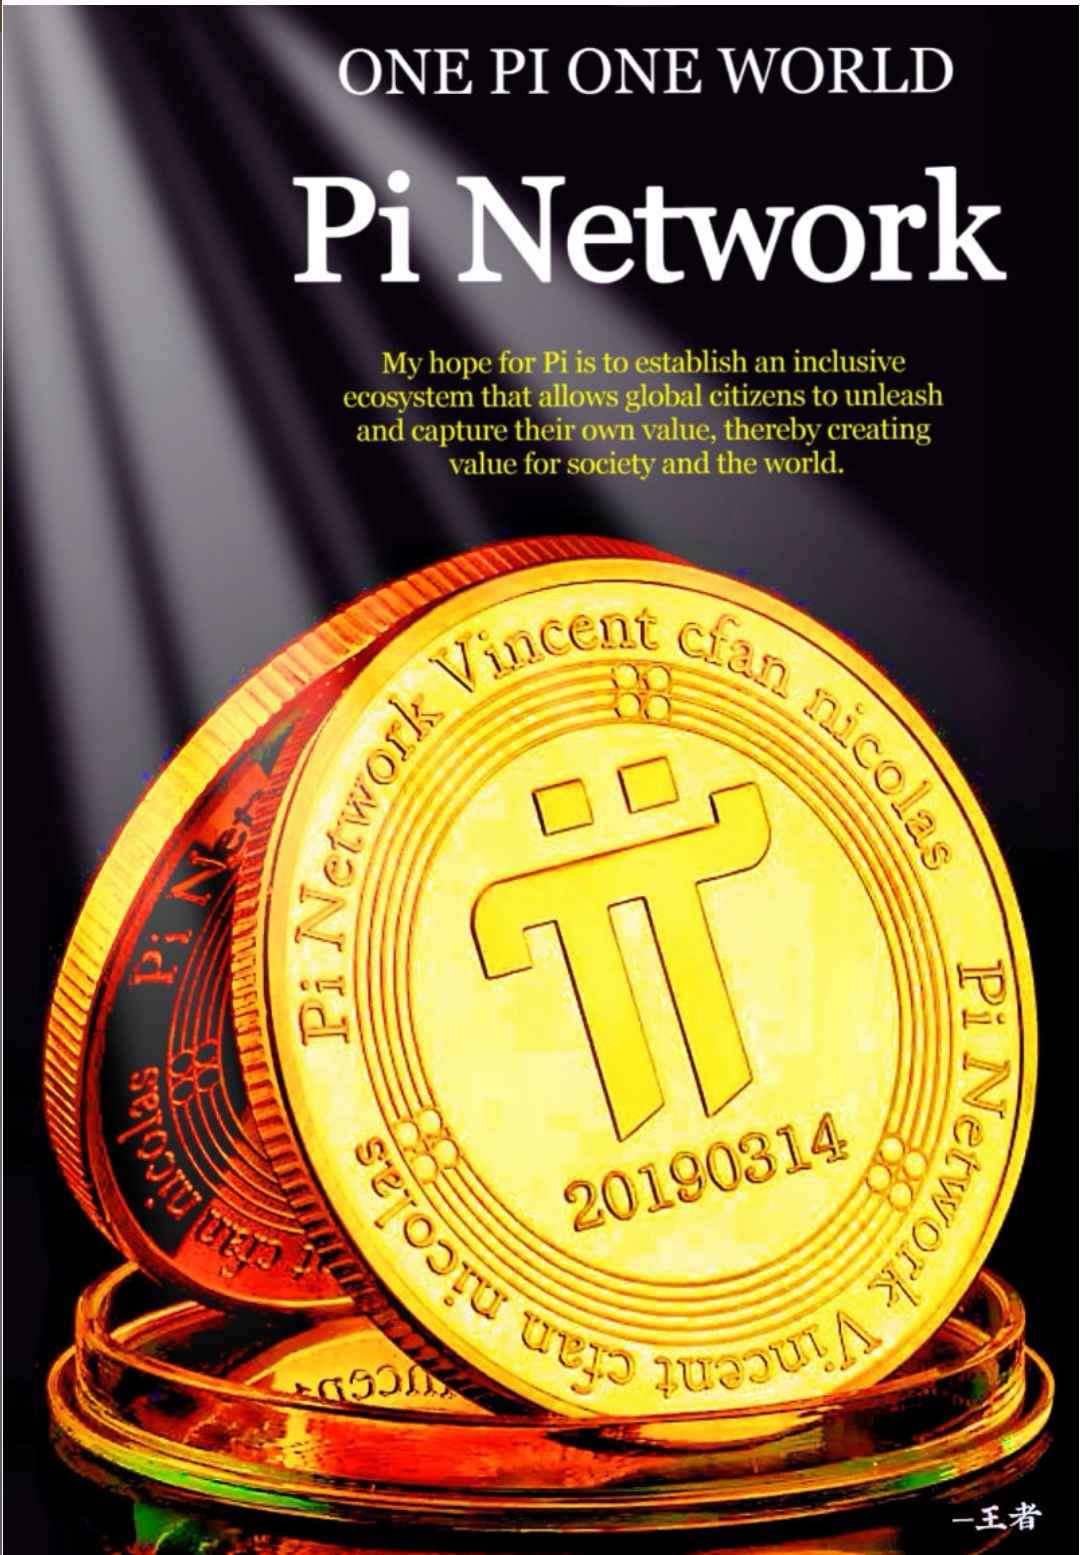 ONE PI ONE WORLD
Pi Network
My hope for Pi is to establish an inclusive
ecosystem that allows global citizens to unleash
and capture their own value, thereby creating
value for society and the world.
Pi Network Vincent cfan nicolas
Pi Network Vincent cfan nicolas
20190314
Pi Net
cfan nicolas
–王者